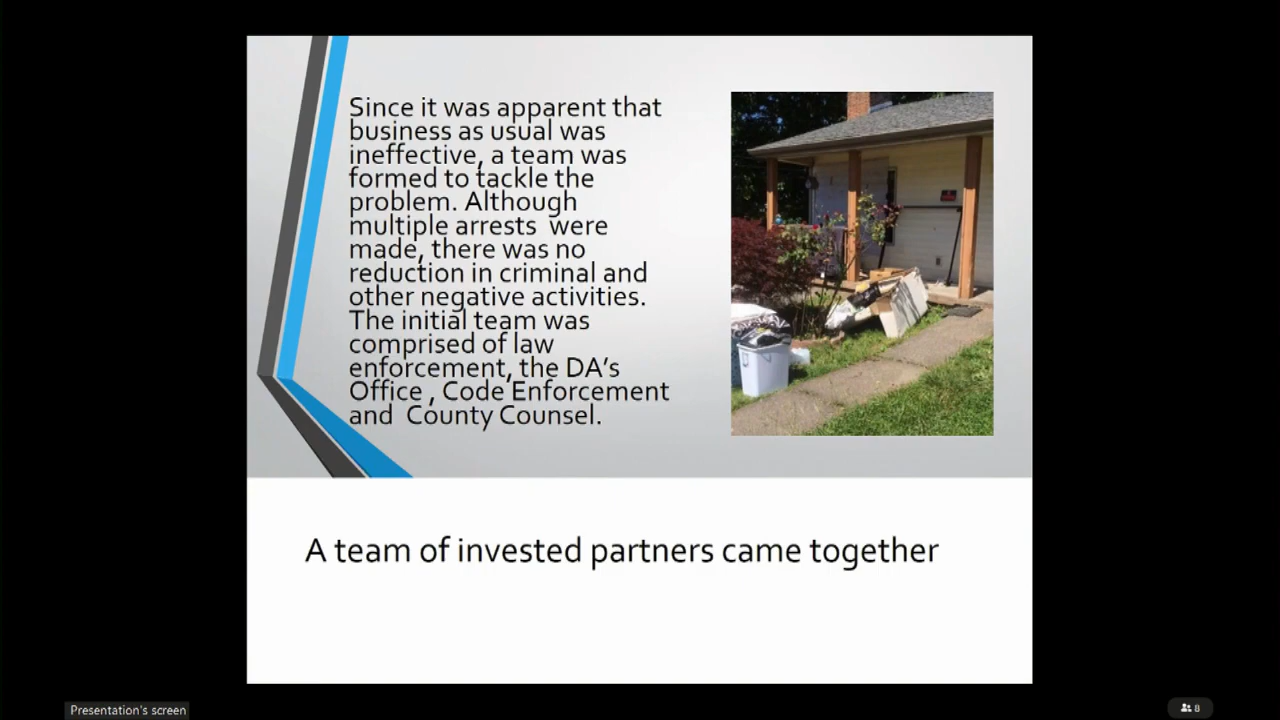 Since it was apparent that
business as usual was
ineffective, a team was
formed to tackle the
problem. Although
multiple arrests  were
made, there was no
reduction in criminal and
other negative activities.
The initial team was
comprised of law
enforcement, the DA's
Office , Code Enforcement
and  County Counsel.
A team of invested partners came together
Presentation's screen
8